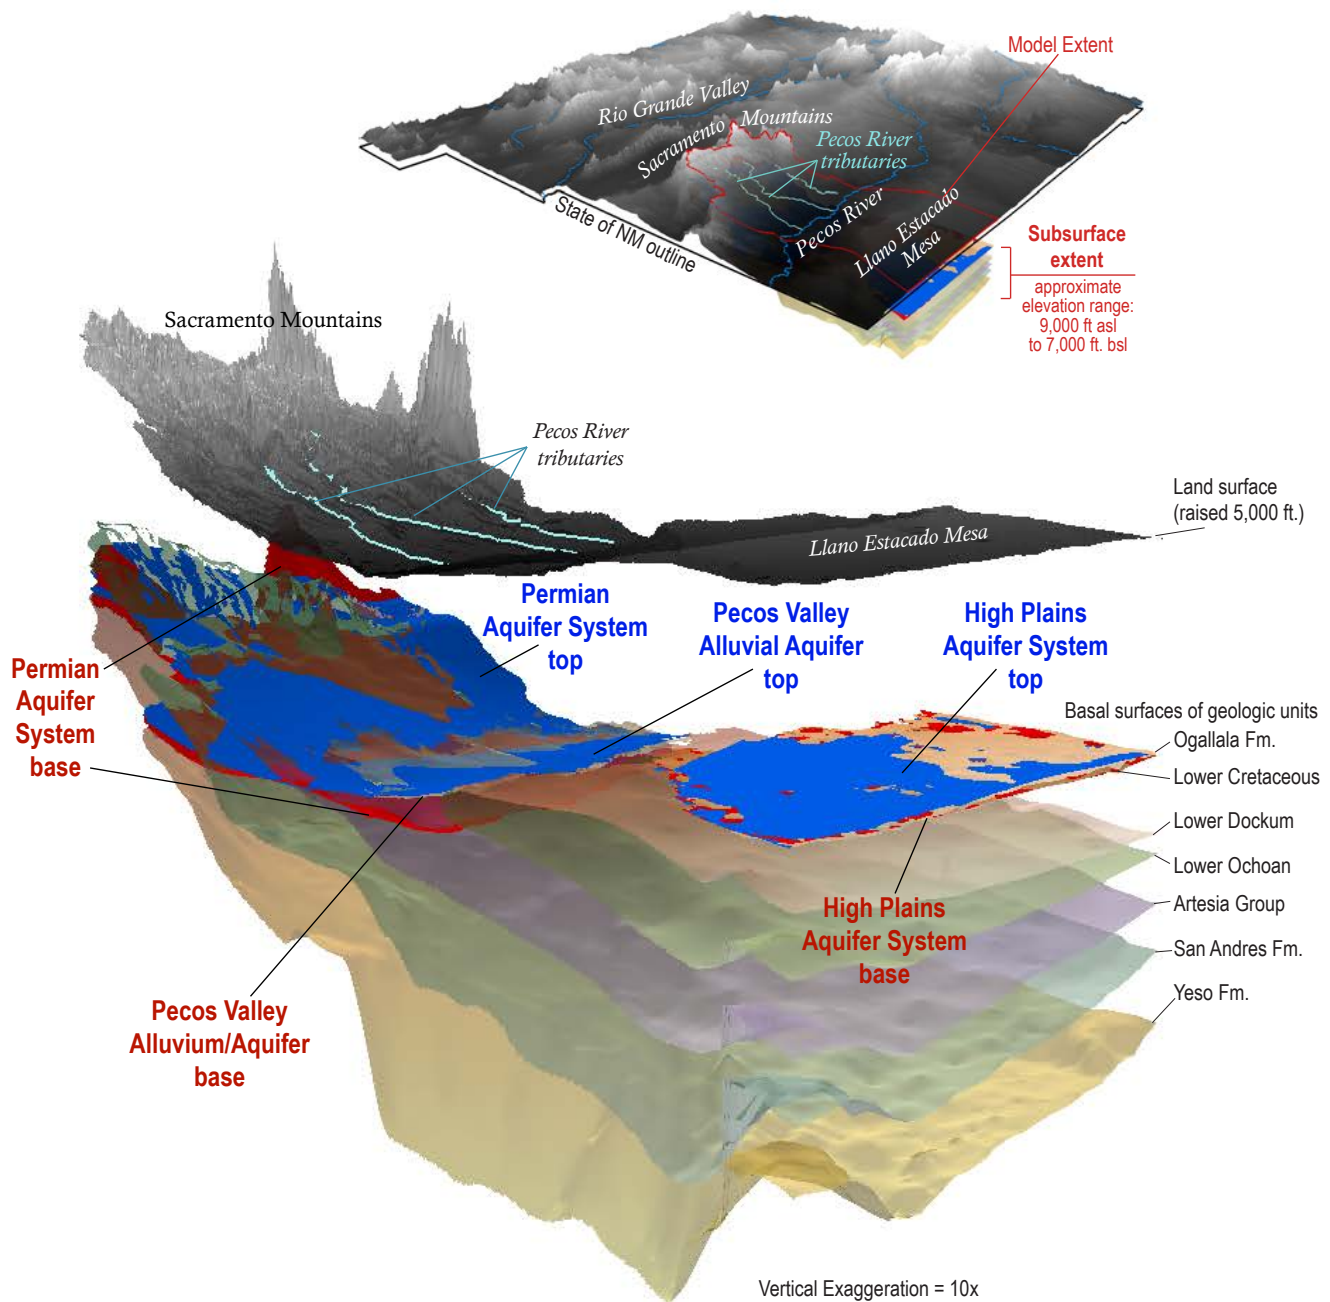 Model Extent
Rio Grande Valley
Sacramento Mountains
Pecos River
tributaries
Pecos River
Llano Estacado
Mesa
State of NM outline
Subsurface
extent
approximate
elevation range:
9,000 ft asl
to 7,000 ft. bsl
Sacramento Mountains
Pecos River
tributaries
Land surface
(raised 5,000 ft.)
Llano Estacado Mesa
Permian
Aquifer System
top
Pecos Valley
Alluvial Aquifer
top
High Plains
Aquifer System
top
Permian
Aquifer
System
base
Basal surfaces of geologic units
Ogallala Fm.
Lower Cretaceous
Lower Dockum
Lower Ochoan
Artesia Group
San Andres Fm.
Yeso Fm.
High Plains
Aquifer System
base
Pecos Valley
Alluvium/Aquifer
base
Vertical Exaggeration = 10x